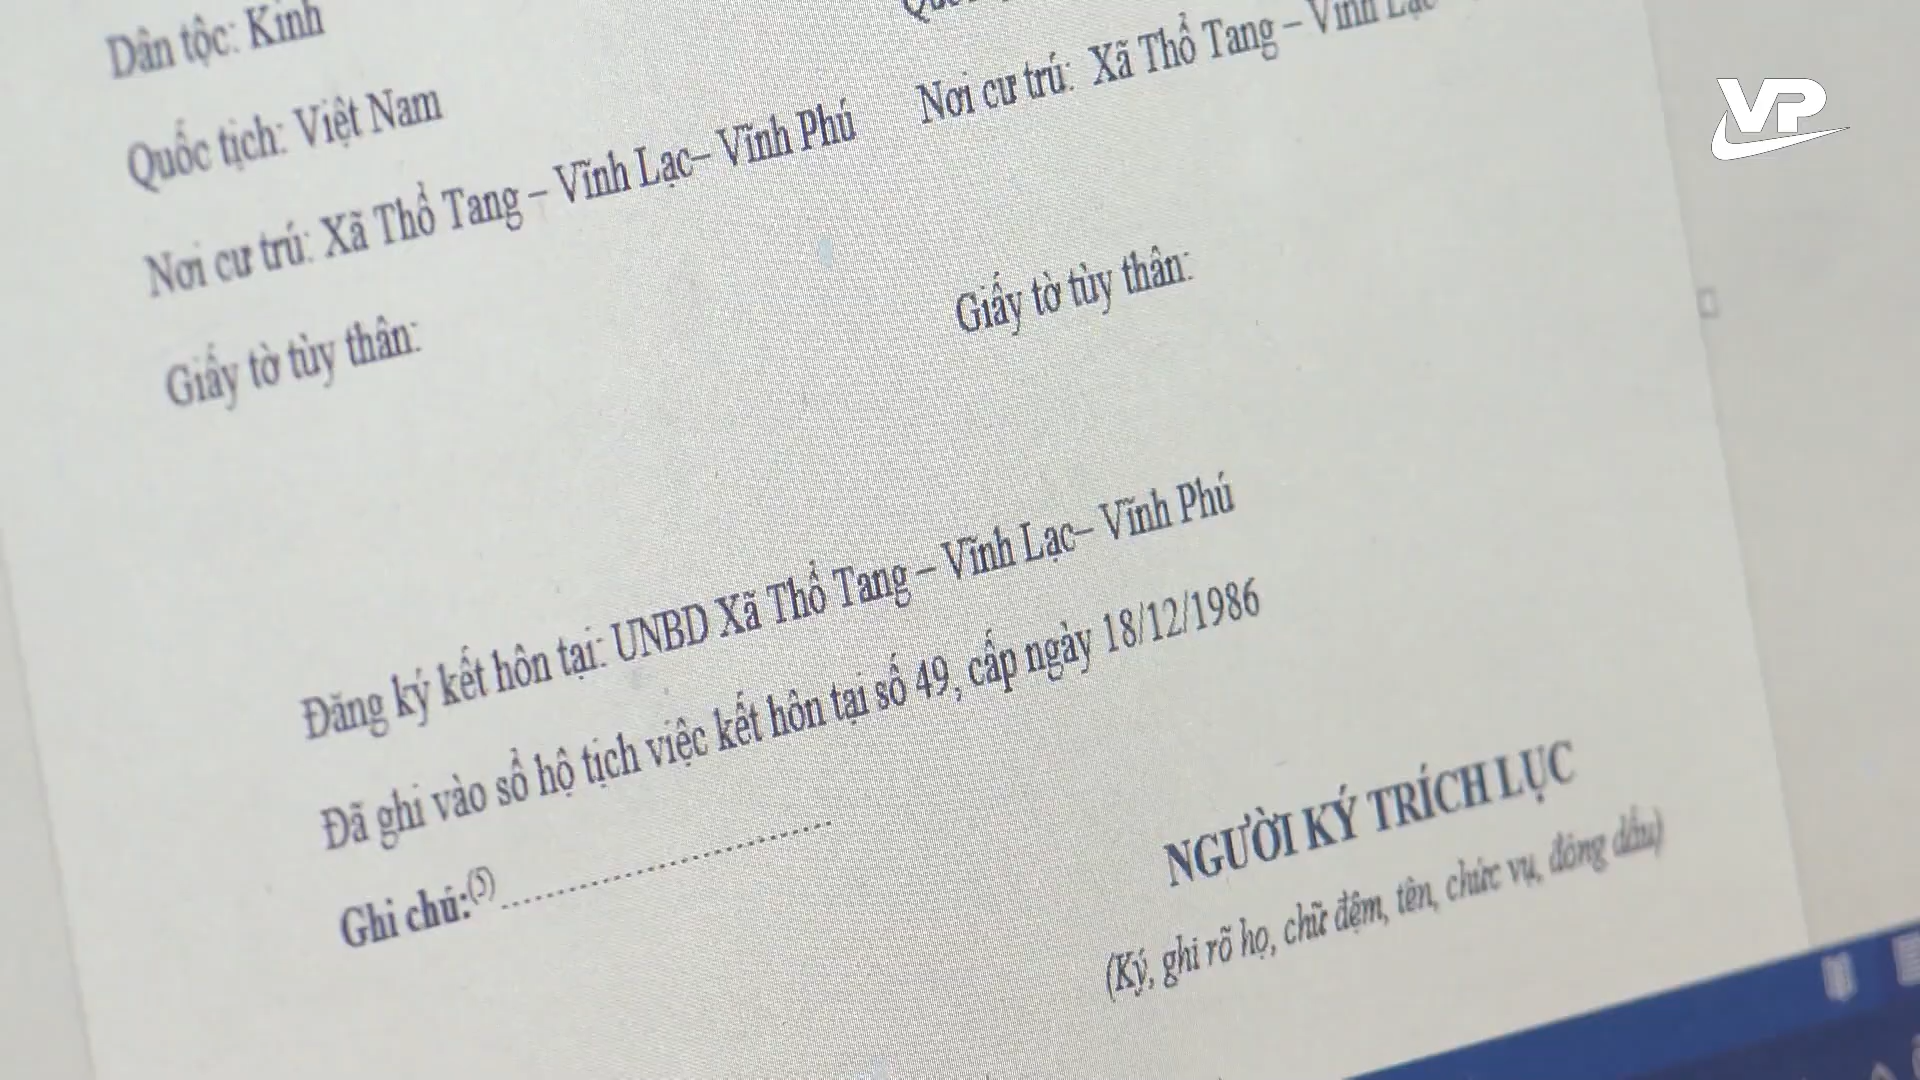 Dân tộc: Kinh
Quốc tịch: Việt Nam
Nơi cư trú: Xã Thổ Tang – Vĩnh Lạc– Vĩnh Phú
Giấy tờ tùy thân:
Nơi cư trú: Xã Thổ Tang – Vĩnh Lạc
Giấy tờ tùy thân:
Đăng ký kết hôn tại: UNBD Xã Thổ Tang – Vĩnh Lạc– Vĩnh Phú
Đã ghi vào sổ hộ tịch việc kết hôn tại số 49, cấp ngày 18/12/1986
Ghi chú:(5)..............................
NGƯỜI KÝ TRÍCH LỤC
(Ký, ghi rõ họ, chữ đệm, tên, chức vụ, đóng dấu)
VP